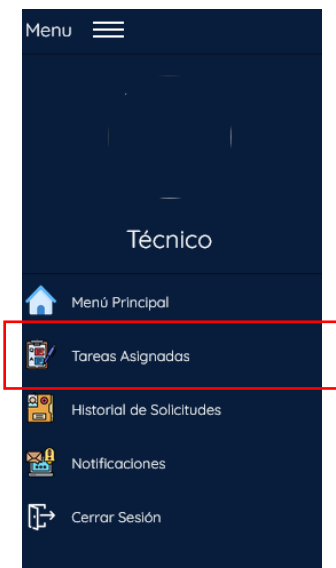 Menu
Técnico
Menú Principal
Tareas Asignadas
Historial de Solicitudes
Notificaciones
Cerrar Sesión